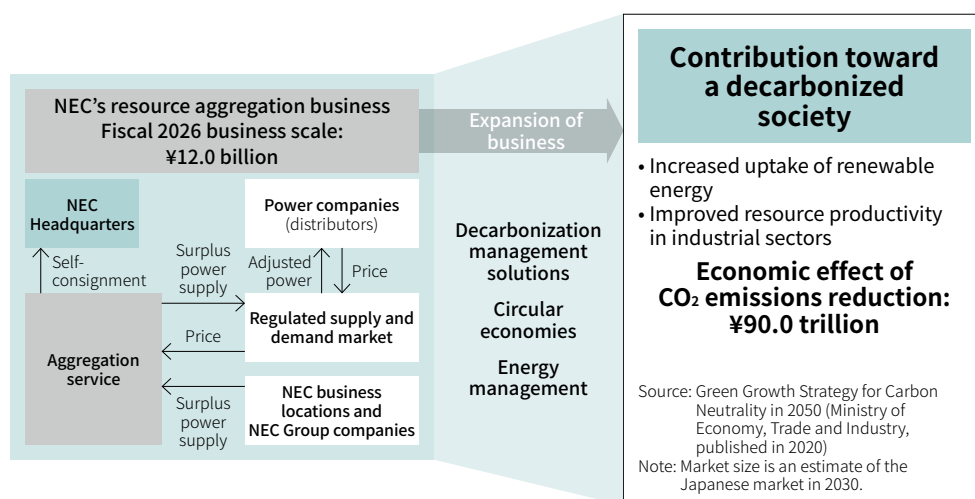 NEC's resource aggregation business
Fiscal 2026 business scale:
¥12.0 billion
NEC
Headquarters
Power companies
(distributors)
Self-
consignment
Surplus
power
supply
Adjusted
power
Price
Regulated supply and
demand market
Price
Aggregation
service
Surplus
power
supply
NEC business
locations and
NEC Group companies
Expansion of
business
Decarbonization
management
solutions
Circular
economies
Energy
management
Contribution toward
a decarbonized
society
• Increased uptake of renewable
energy
• Improved resource productivity
in industrial sectors
Economic effect of
CO₂ emissions reduction:
¥90.0 trillion
Source: Green Growth Strategy for Carbon
Neutrality in 2050 (Ministry of
Economy, Trade and Industry,
published in 2020)
Note: Market size is an estimate of the
Japanese market in 2030.